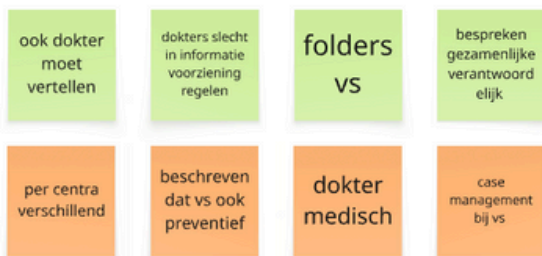 ook dokter
moet
vertellen
dokters slecht
in informatie
voorziening
regelen
folders
vs
bespreken
gezamenlijke
verantwoord
elijk
per centra
verschillend
beschreven
dat vs ook
preventief
dokter
medisch
case
management
bij vs